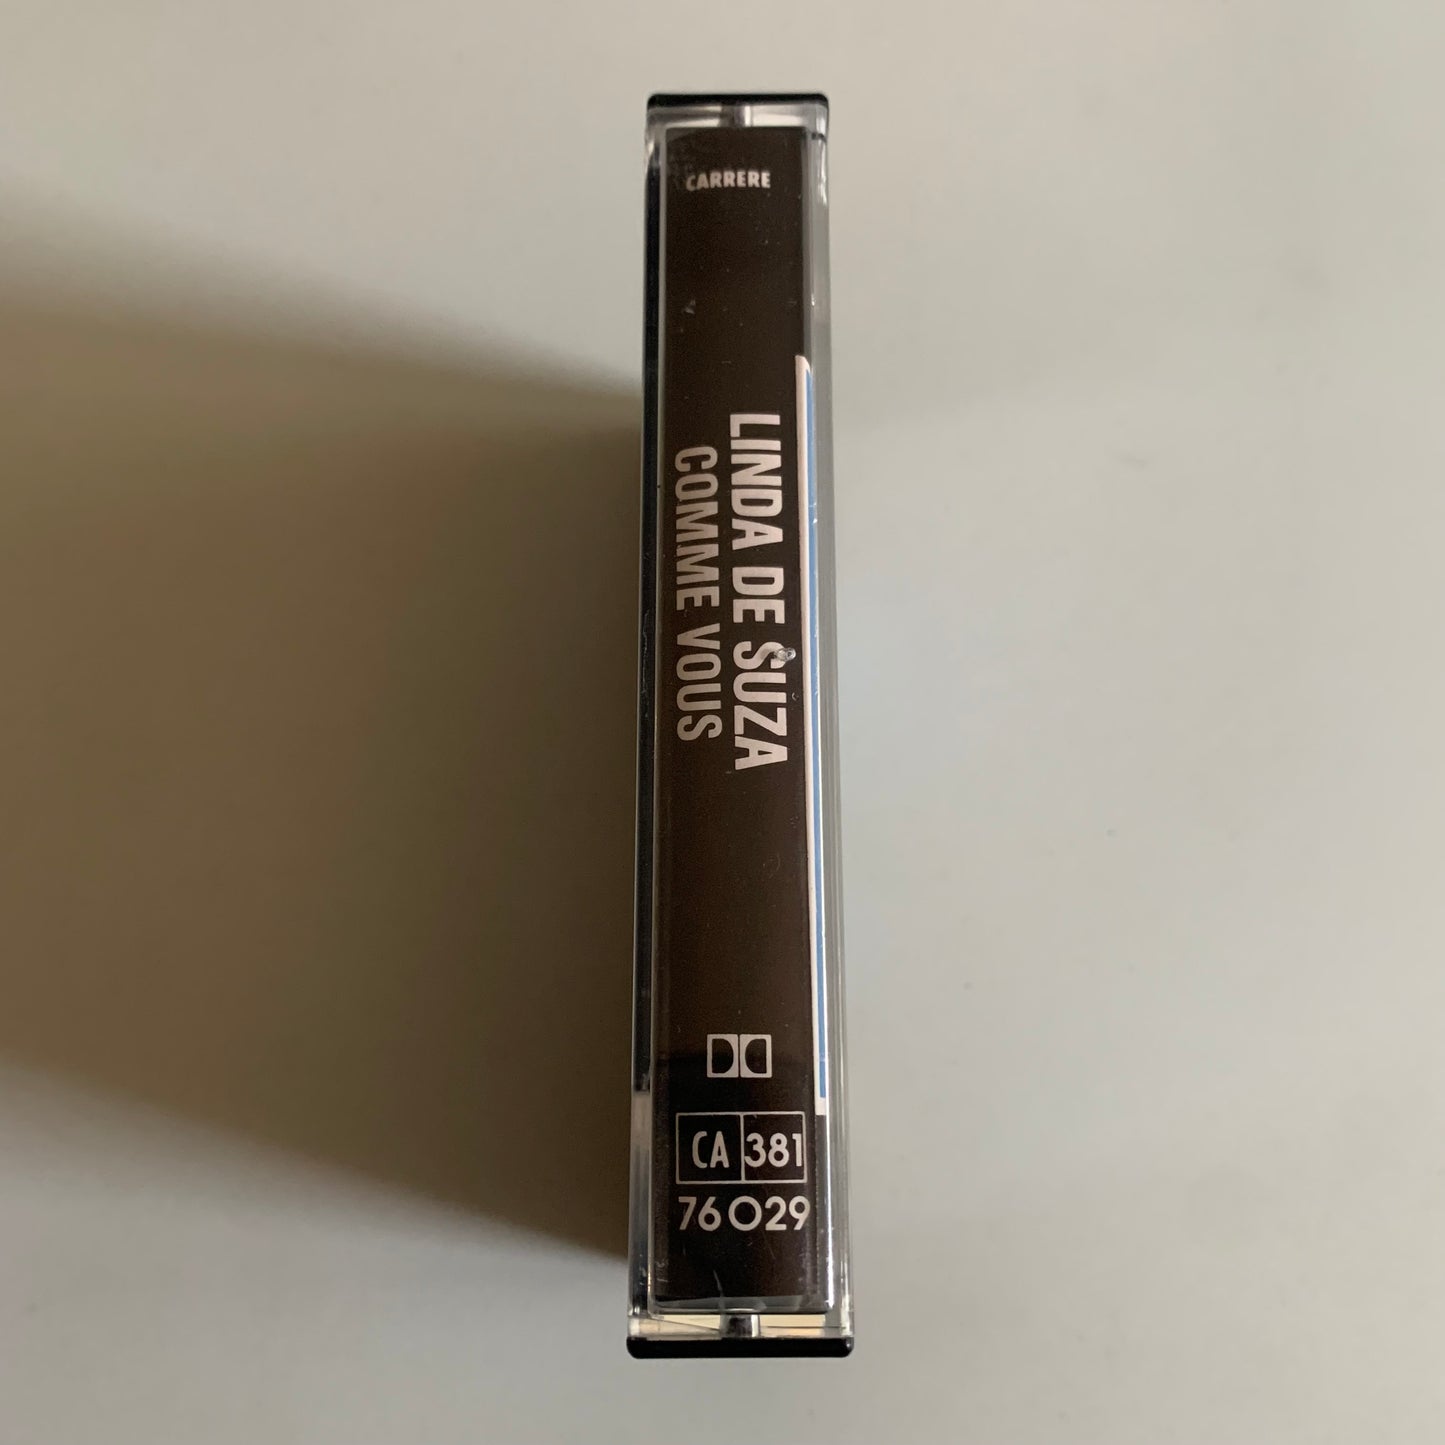 CARRERE
LINDA DE SUZA
COMME VOUS
CA 381
76029